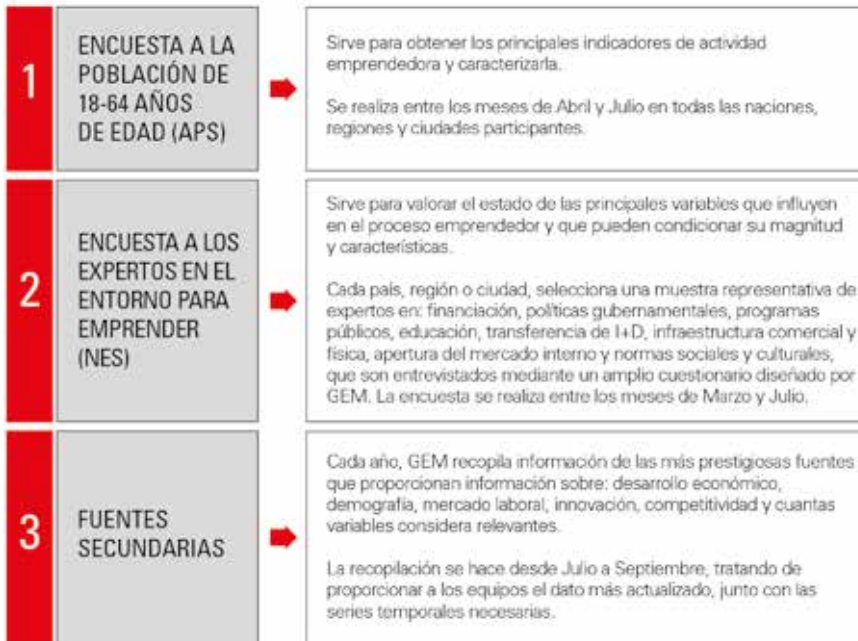 1
ENCUESTA A LA
POBLACIÓN DE
18-64 AÑOS
DE EDAD (APS)
Sirve para obtener los principales indicadores de actividad
emprendedora y caracterizarla.
Se realiza entre los meses de Abril y Julio en todas las naciones,
regiones y ciudades participantes.
2
ENCUESTA A LOS
EXPERTOS EN EL
ENTORNO PARA
EMPRENDER
(NES)
Sirve para valorar el estado de las principales variables que influyen
en el proceso emprendedor y que pueden condicionar su magnitud
y características.
Cada país, región o ciudad, selecciona una muestra representativa de
expertos en: financiación, políticas gubernamentales, programas
públicos, educación, transferencia de I+D, infraestructura comercial y
física, apertura del mercado interno y normas sociales y culturales,
que son entrevistados mediante un amplio cuestionario diseñado por
GEM. La encuesta se realiza entre los meses de Marzo y Julio.
3
FUENTES
SECUNDARIAS
Cada año, GEM recopila información de las más prestigiosas fuentes
que proporcionan información sobre: desarrollo económico,
demografía, mercado laboral, innovación, competitividad y cuantas
variables considera relevantes.
La recopilación se hace desde Julio a Septiembre, tratando de
proporcionar a los equipos el dato más actualizado, junto con las
series temporales necesarias.